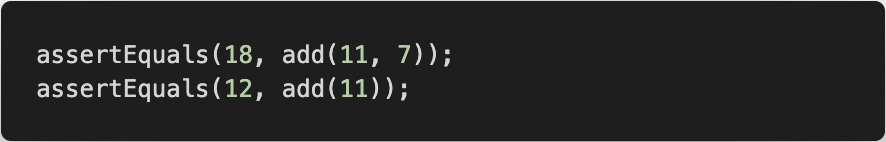 assertEquals(18, add(11, 7));
assertEquals(12, add(11));